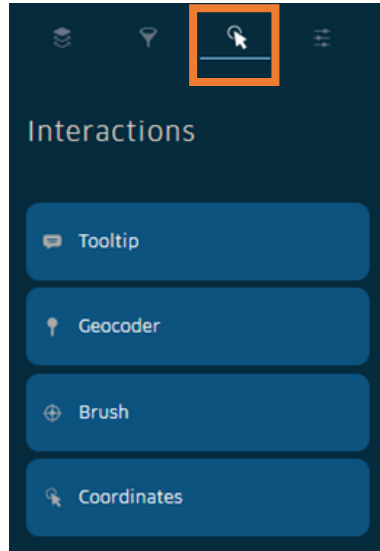 Interactions
Tooltip
Geocoder
Brush
Coordinates